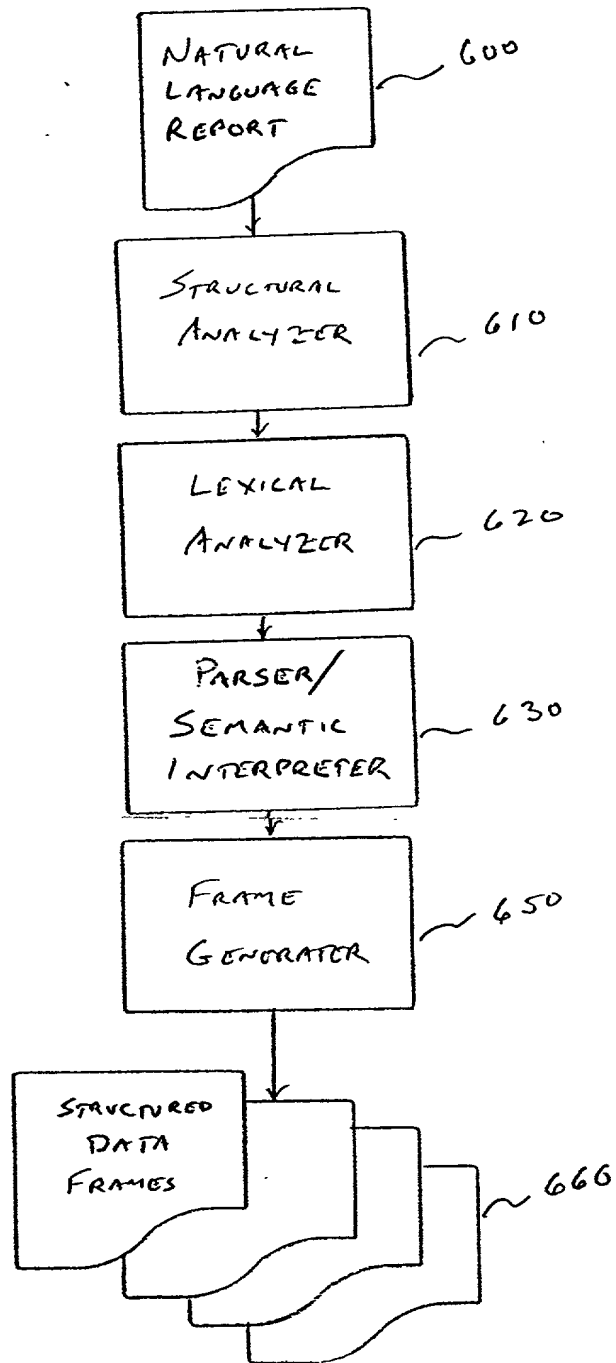 NATURAL
LANGUAGE
REPORT
600
STRUCTURAL
ANALYZER
610
LEXICAL
ANALYZER
620
PARSER/
SEMANTIC
INTERPRETER
630
FRAME
GENERATER
650
STRUCTURED
DATA
FRAMES
666